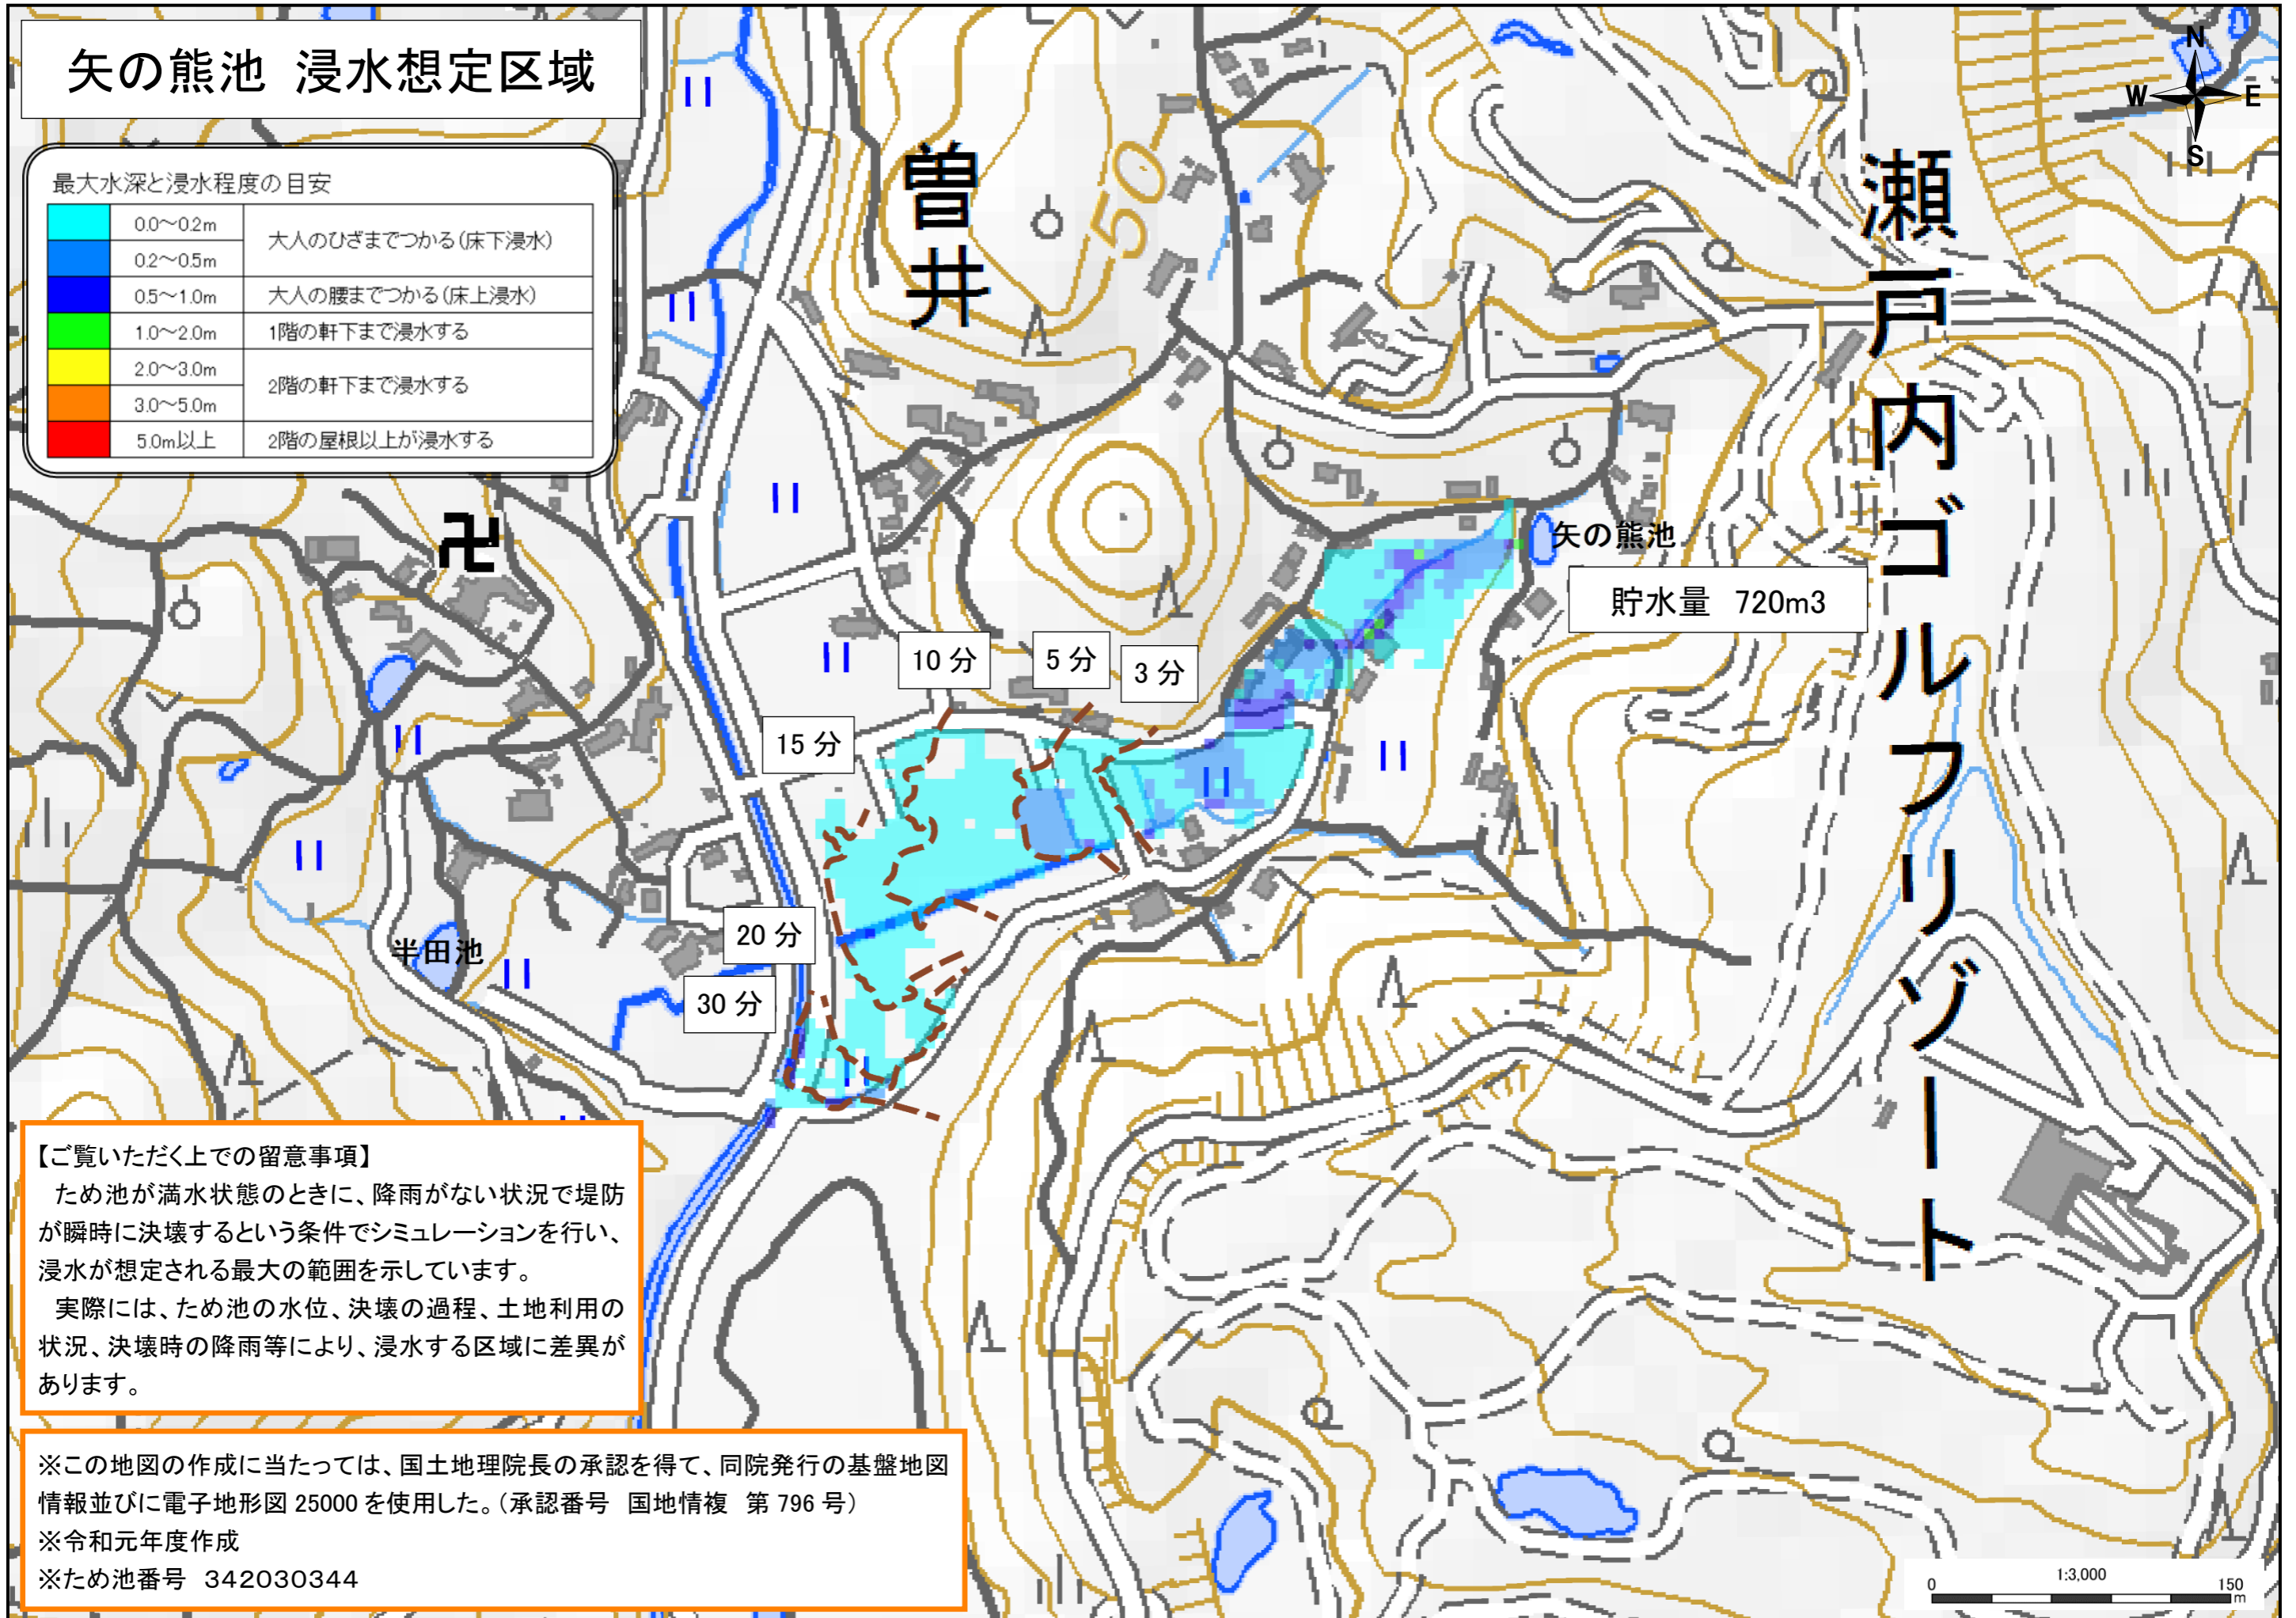 矢の熊池 浸水想定区域
N
W
E
S
最大水深と浸水程度の目安
0.0～0.2m
大人のひざまでつかる(床下浸水)
0.2～0.5m
0.5～1.0m
大人の腰までつかる(床上浸水)
1.0～2.0m
1階の軒下まで浸水する
2.0～3.0m
2階の軒下まで浸水する
3.0～5.0m
5.0m以上
2階の屋根以上が浸水する
曽井
50
瀬戸内ゴルフリゾート
矢の熊池
貯水量 720m3
10 分
5 分
3 分
15 分
20 分
30 分
半田池
【ご覧いただく上での留意事項】
ため池が満水状態のときに、降雨がない状況で堤防
が瞬時に決壊するという条件でシミュレーションを行い、
浸水が想定される最大の範囲を示しています。
実際には、ため池の水位、決壊の過程、土地利用の
状況、決壊時の降雨等により、浸水する区域に差異が
あります。
※この地図の作成に当たっては、国土地理院長の承認を得て、同院発行の基盤地図
情報並びに電子地形図 25000 を使用した。（承認番号 国地情複 第 796 号）
※令和元年度作成
※ため池番号 342030344
1:3,000
0
150
m